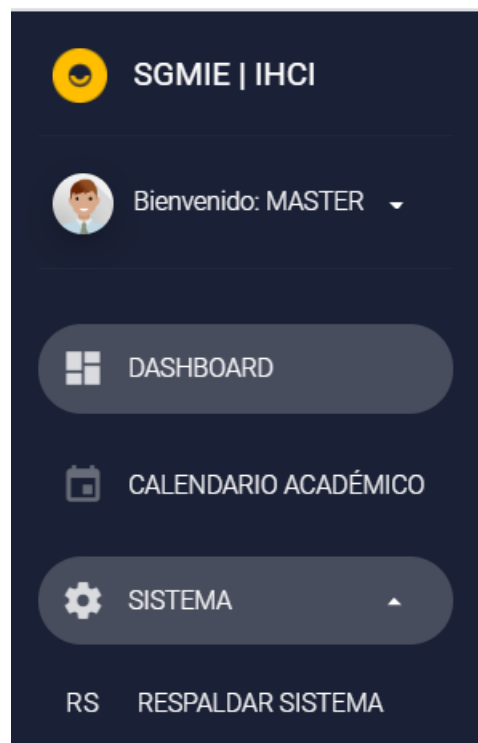 SGMIE | IHCI
Bienvenido: MASTER
DASHBOARD
CALENDARIO ACADÉMICO
SISTEMA
RS RESPALDAR SISTEMA